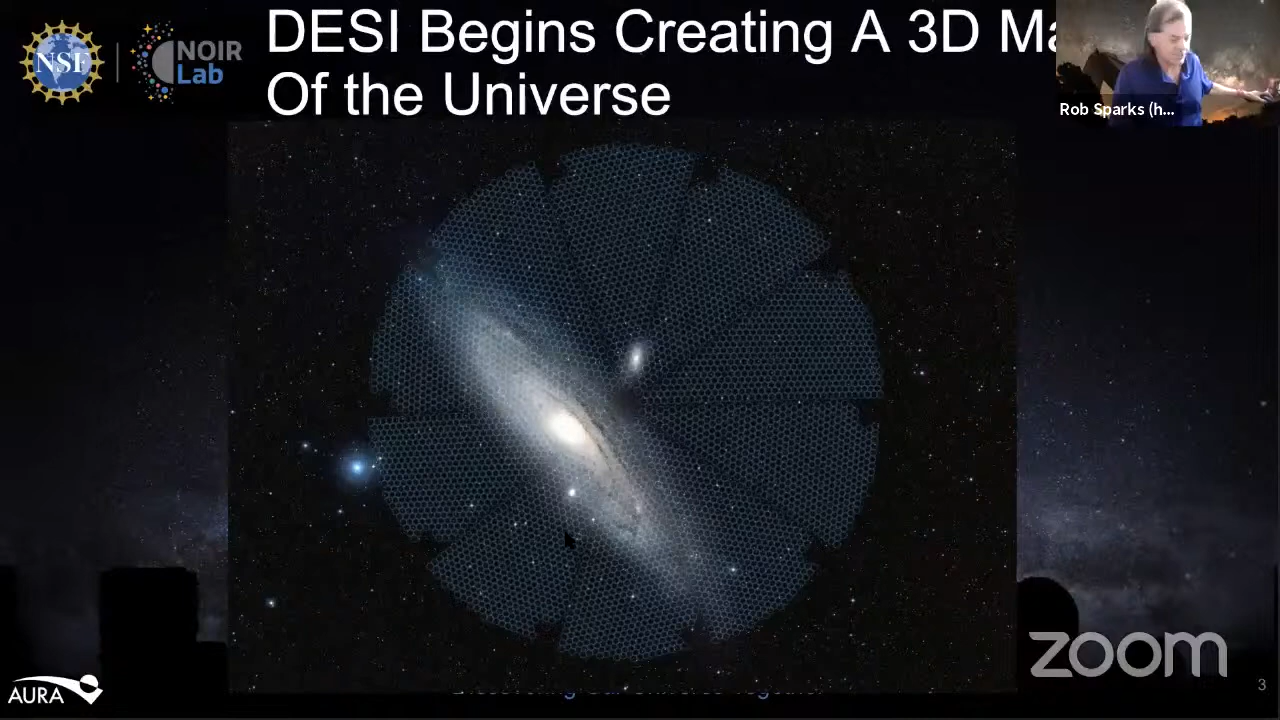 NSF
NOIR
Lab
DESI Begins Creating A 3D Ma
Of the Universe
Rob Sparks (h...
AURA
zoom
3